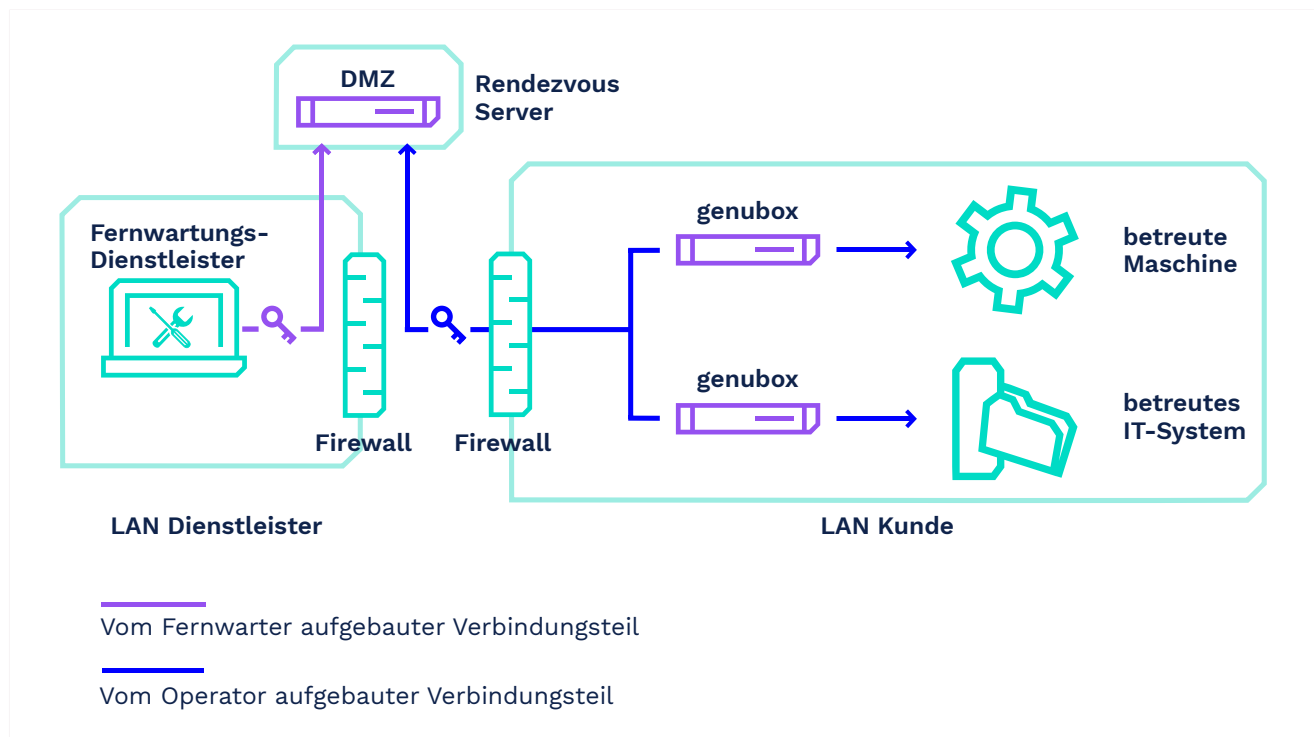 DMZ
Rendezvous
Server
Fernwartungs-
Dienstleister
genubox
betreute
Maschine
genubox
betreutes
IT-System
Firewall
Firewall
LAN Dienstleister
LAN Kunde
Vom Fernwarter aufgebauter Verbindungsteil
Vom Operator aufgebauter Verbindungsteil